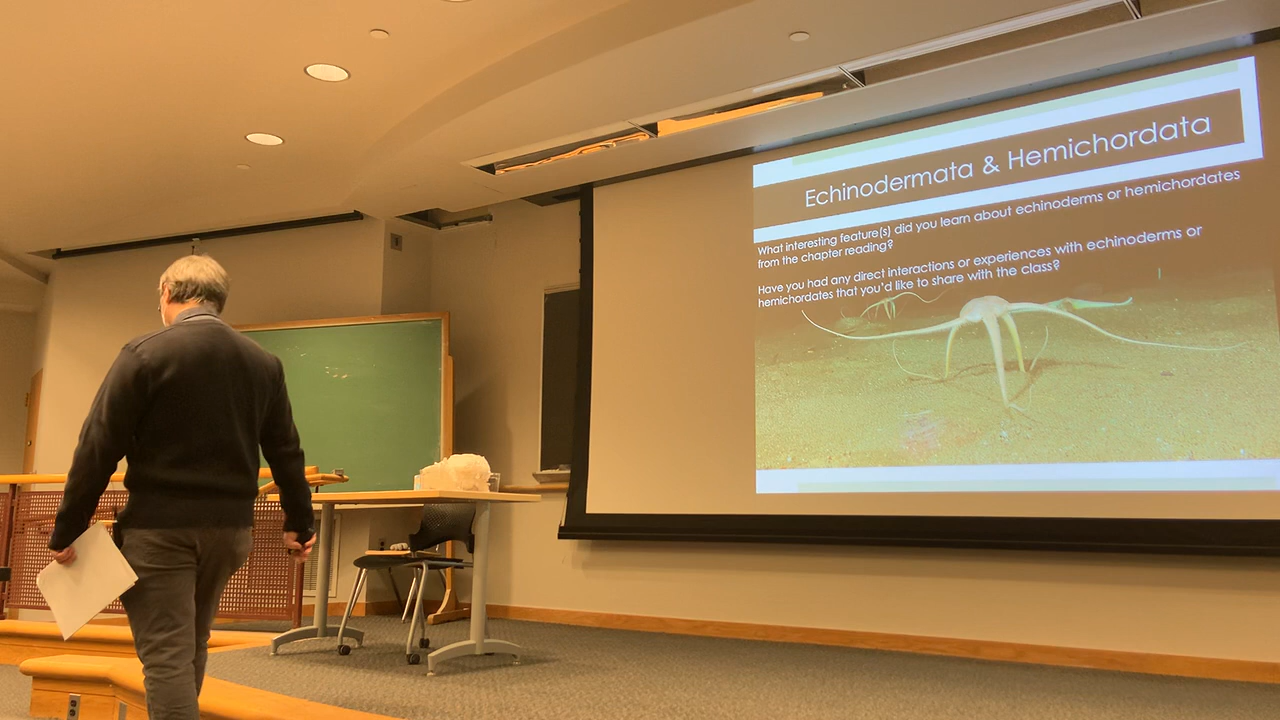 Echinodermata & Hemichordata
What interesting feature(s) did you learn about echinoderms or hemichordates
from the chapter reading?
Have you had any direct interactions or experiences with echinoderms or
hemichordates that you'd like to share with the class?